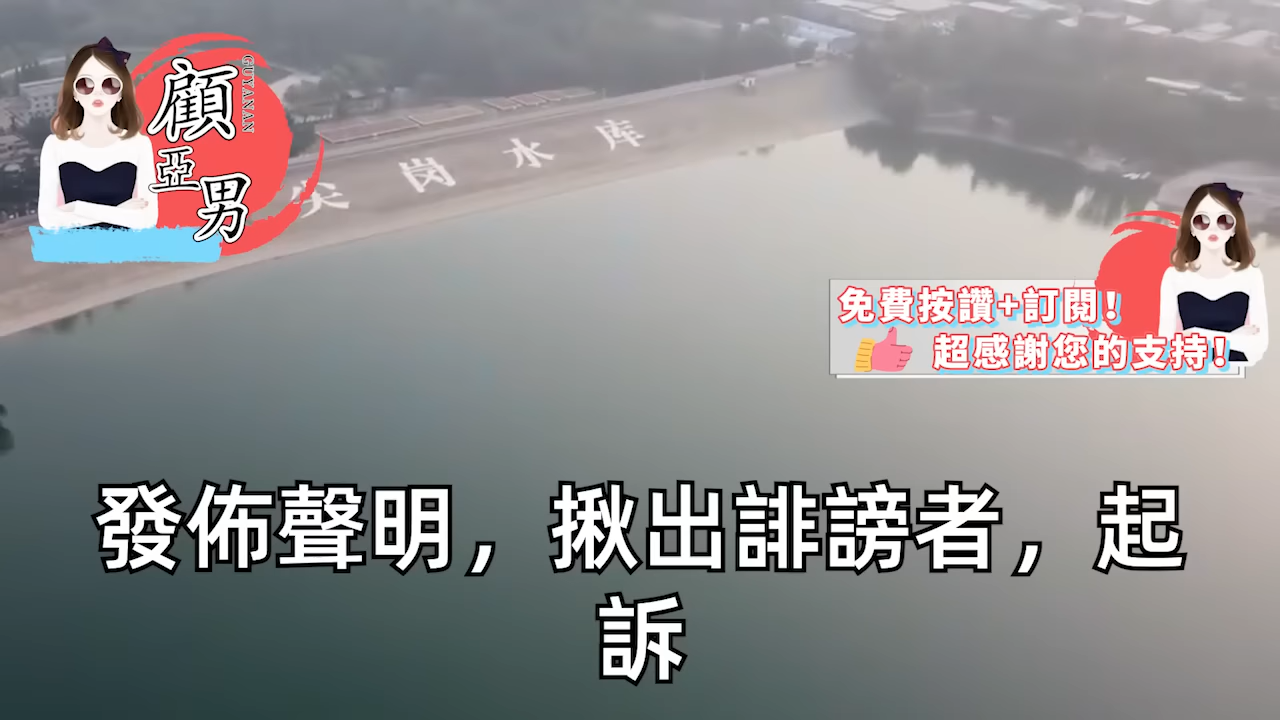 顧亞男
GUYANAN
尖岗水库
免費按讚+訂閱!
超感謝您的支持!
發佈聲明，揪出誹謗者，起
訴